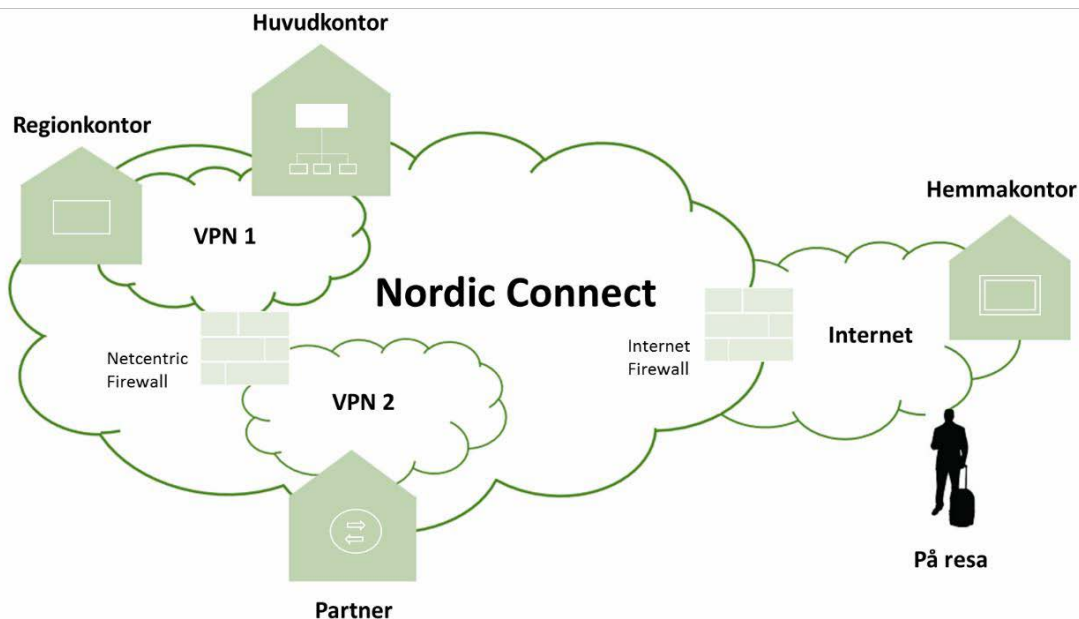 Huvudkontor
Regionkontor
Hemmakontor
VPN 1
Nordic Connect
Internet
Netcentric
Firewall
Internet
Firewall
VPN 2
På resa
Partner